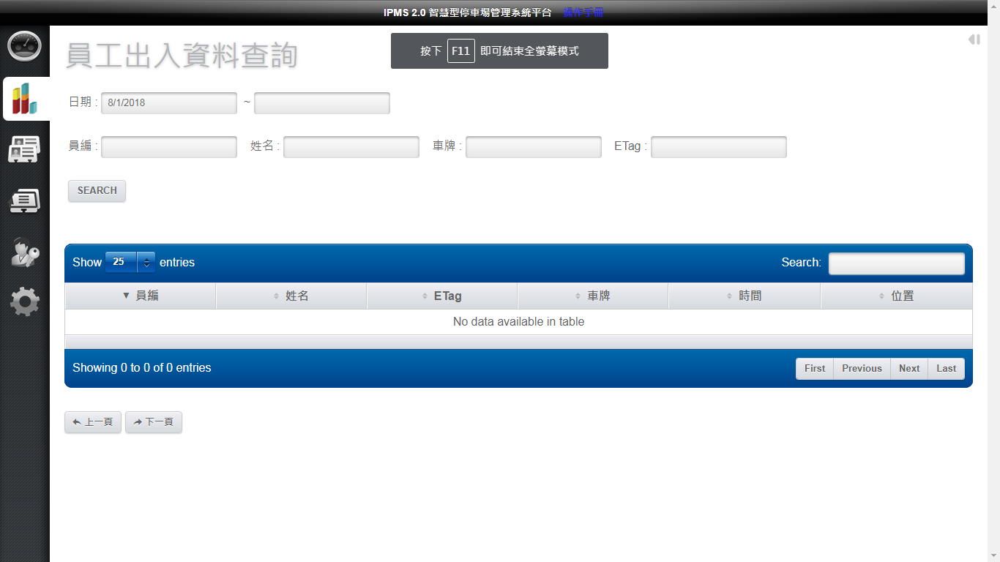 IPMS 2.0 智慧型停車場管理系統平台 操作手冊
按下 F11 即可結束全螢幕模式
員工出入資料查詢
日期 : 8/1/2018 ~
員編 : 姓名 : 車牌 : ETag :
SEARCH
Show 25 entries Search:
員編 姓名 ETag 車牌 時間 位置
No data available in table
Showing 0 to 0 of 0 entries First Previous Next Last
上一頁 下一頁